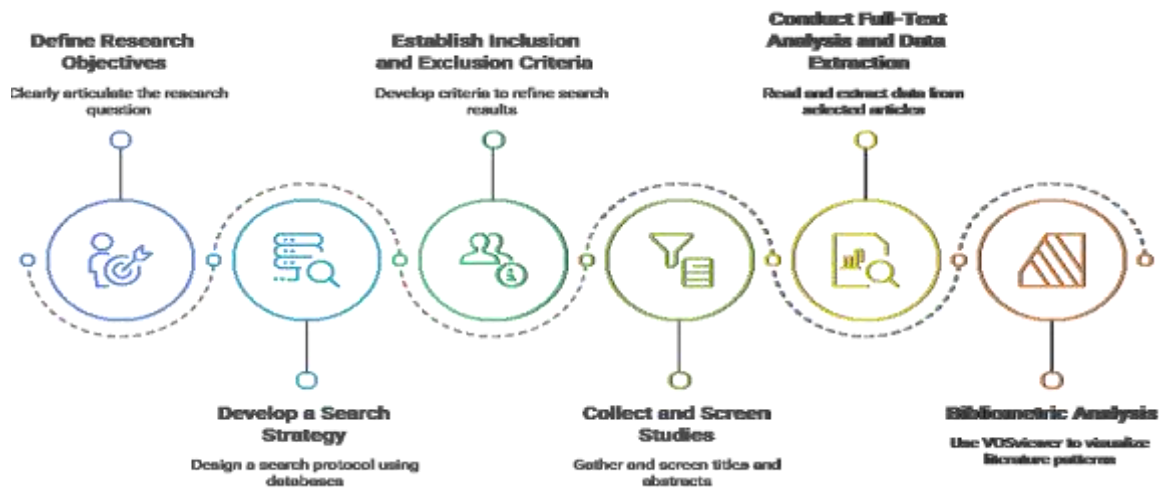 Define Research
Objectives
Clearly articulate the research
question
Develop a Search
Strategy
Design a search protocol using
databases
Establish Inclusion
and Exclusion Criteria
Develop criteria to refine search
results
Collect and Screen
Studies
Gather and screen titles and
abstracts
Conduct Full-Text
Analysis and Data
Extraction
Read and extract data from
selected articles
Bibliometric Analysis
Use VOSviewer to visualize
literature patterns